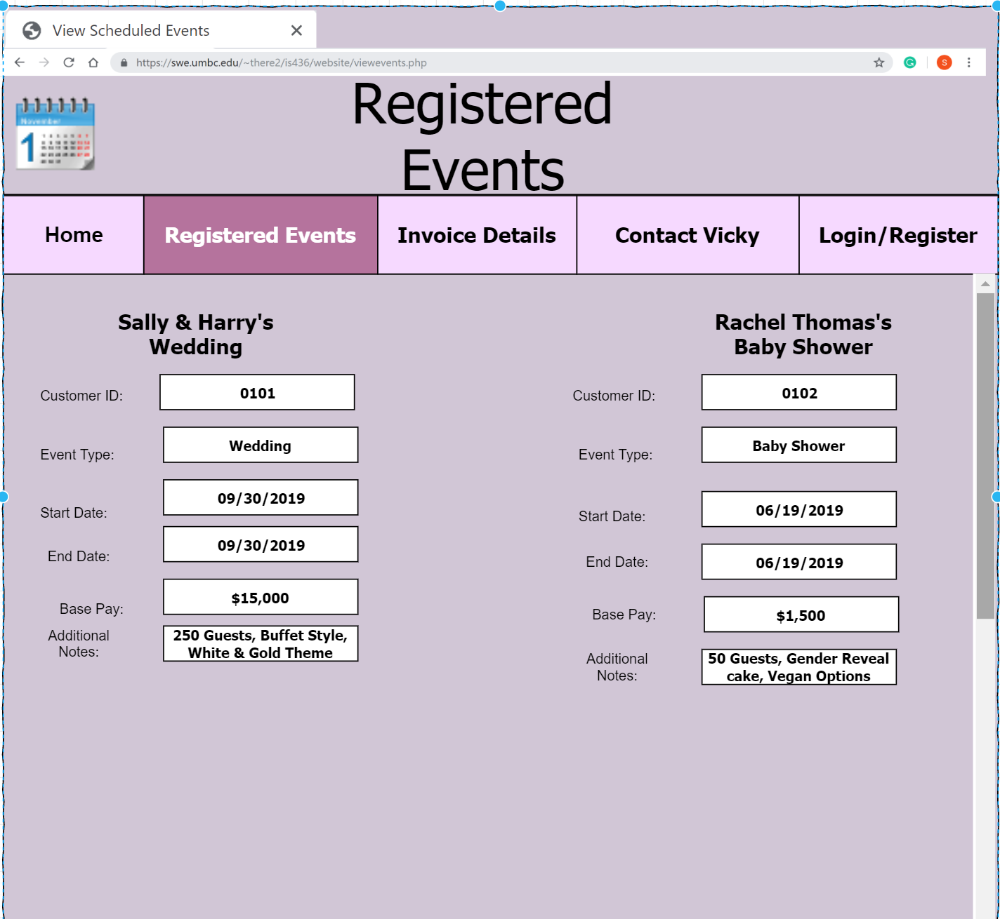 View Scheduled Events
https://swe.umbc.edu/~there2/is436/website/viewevents.php
S
Registered
Events
November
1
Home
Registered Events
Invoice Details
Contact Vicky
Login/Register
Sally & Harry's
Wedding
Customer ID:
0101
Event Type:
Wedding
Start Date:
09/30/2019
End Date:
09/30/2019
Base Pay:
$15,000
Additional
Notes:
250 Guests, Buffet Style,
White & Gold Theme
Rachel Thomas's
Baby Shower
Customer ID:
0102
Event Type:
Baby Shower
Start Date:
06/19/2019
End Date:
06/19/2019
Base Pay:
$1,500
Additional
Notes:
50 Guests, Gender Reveal
cake, Vegan Options